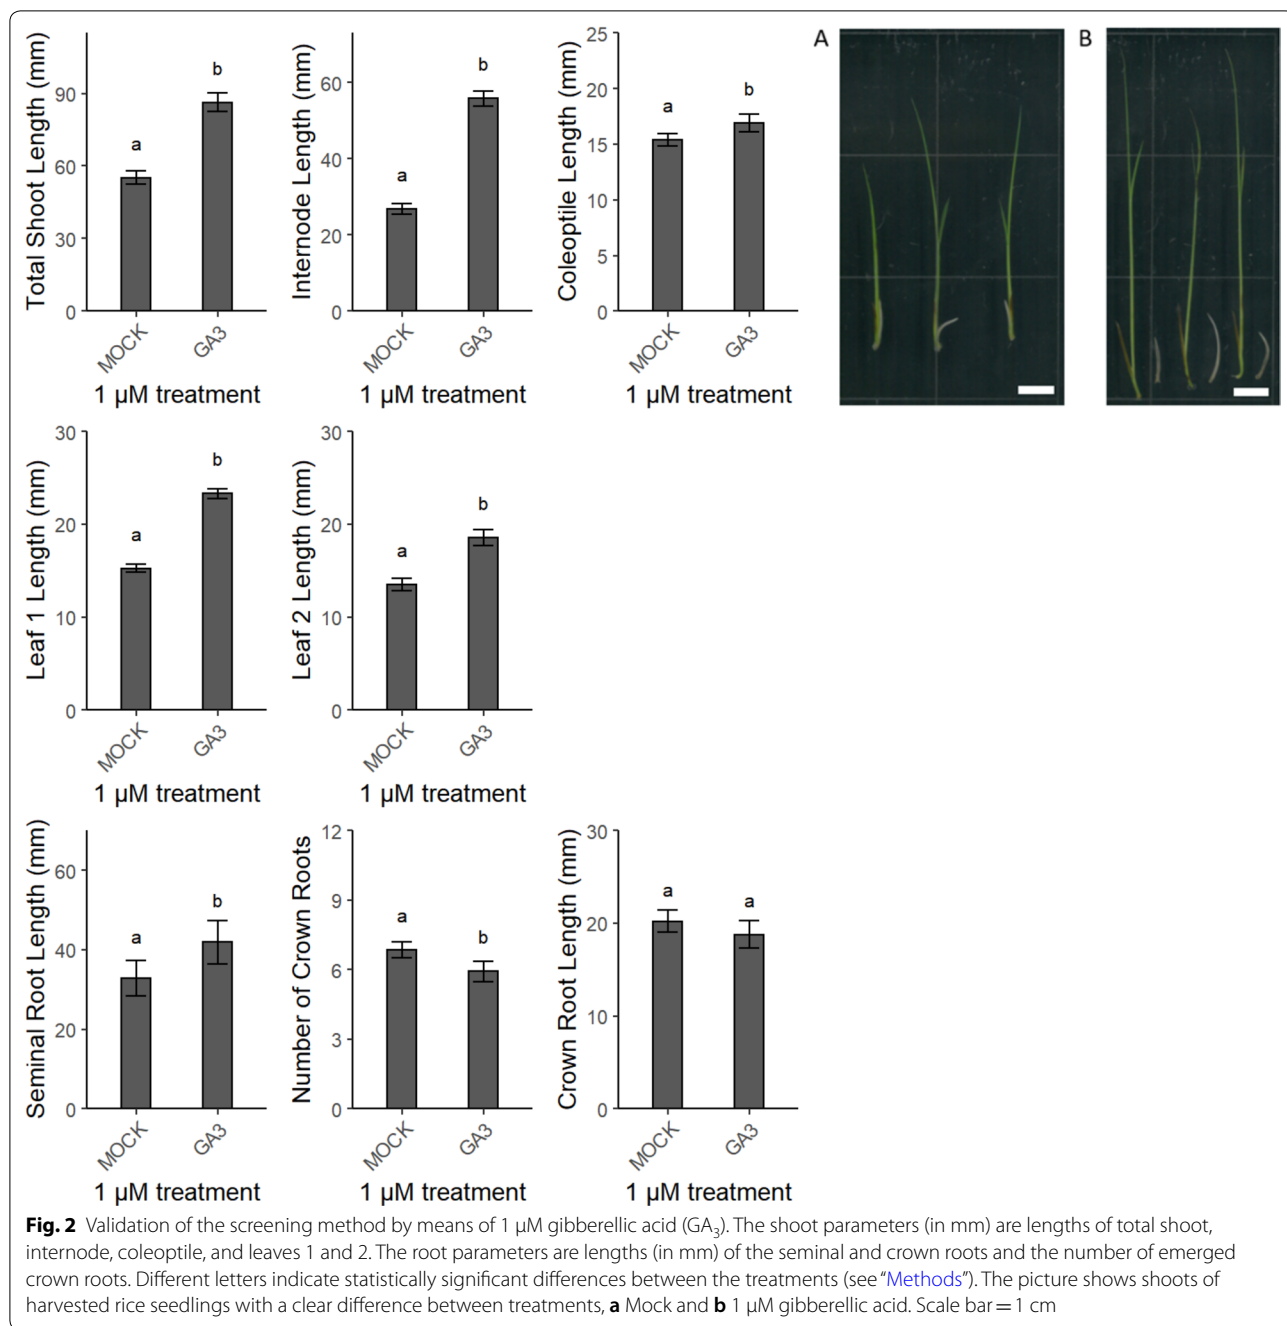 Total Shoot Length (mm)
90
60
30
0
a
b
MOCK
GA3
1 µM treatment
Internode Length (mm)
60
40
20
0
a
b
MOCK
GA3
1 µM treatment
Coleoptile Length (mm)
25
20
15
10
5
0
a
b
MOCK
GA3
1 µM treatment
A
B
Leaf 1 Length (mm)
30
20
10
0
a
b
MOCK
GA3
1 µM treatment
Leaf 2 Length (mm)
30
20
10
0
a
b
MOCK
GA3
1 µM treatment
Seminal Root Length (mm)
60
40
20
0
a
b
MOCK
GA3
1 µM treatment
Number of Crown Roots
12
9
6
3
0
a
b
MOCK
GA3
1 µM treatment
Crown Root Length (mm)
30
20
10
0
a
a
MOCK
GA3
1 µM treatment
Fig. 2 Validation of the screening method by means of 1 µM gibberellic acid (GA₃). The shoot parameters (in mm) are lengths of total shoot,
internode, coleoptile, and leaves 1 and 2. The root parameters are lengths (in mm) of the seminal and crown roots and the number of emerged
crown roots. Different letters indicate statistically significant differences between the treatments (see “Methods”). The picture shows shoots of
harvested rice seedlings with a clear difference between treatments, a Mock and b 1 µM gibberellic acid. Scale bar = 1 cm